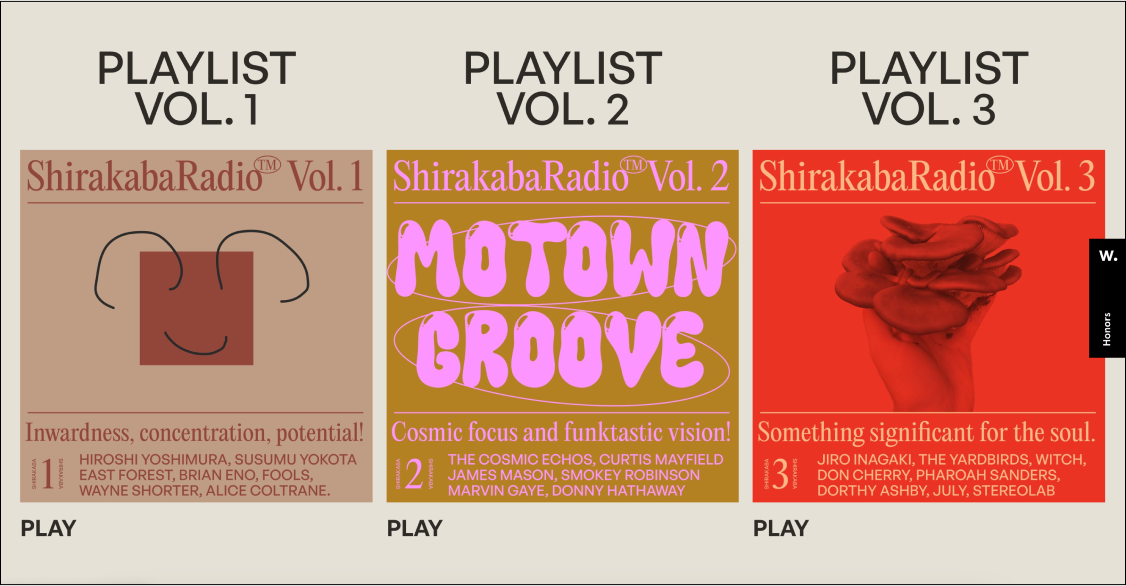 PLAYLIST
VOL. 1
ShirakabaRadio™ Vol. 1
Inwardness, concentration, potential!
SHIRAKABA
1
HIROSHI YOSHIMURA, SUSUMU YOKOTA
EAST FOREST, BRIAN ENO, FOOLS,
WAYNE SHORTER, ALICE COLTRANE.
PLAY
PLAYLIST
VOL. 2
ShirakabaRadio™ Vol. 2
MOTOWN
GROOVE
Cosmic focus and funktastic vision!
SHIRAKABA
2
THE COSMIC ECHOS, CURTIS MAYFIELD
JAMES MASON, SMOKEY ROBINSON
MARVIN GAYE, DONNY HATHAWAY
PLAY
PLAYLIST
VOL. 3
ShirakabaRadio™ Vol. 3
Something significant for the soul.
SHIRAKABA
3
JIRO INAGAKI, THE YARDBIRDS, WITCH,
DON CHERRY, PHAROAH SANDERS,
DORTHY ASHBY, JULY, STEREOLAB
PLAY
W.
Honors